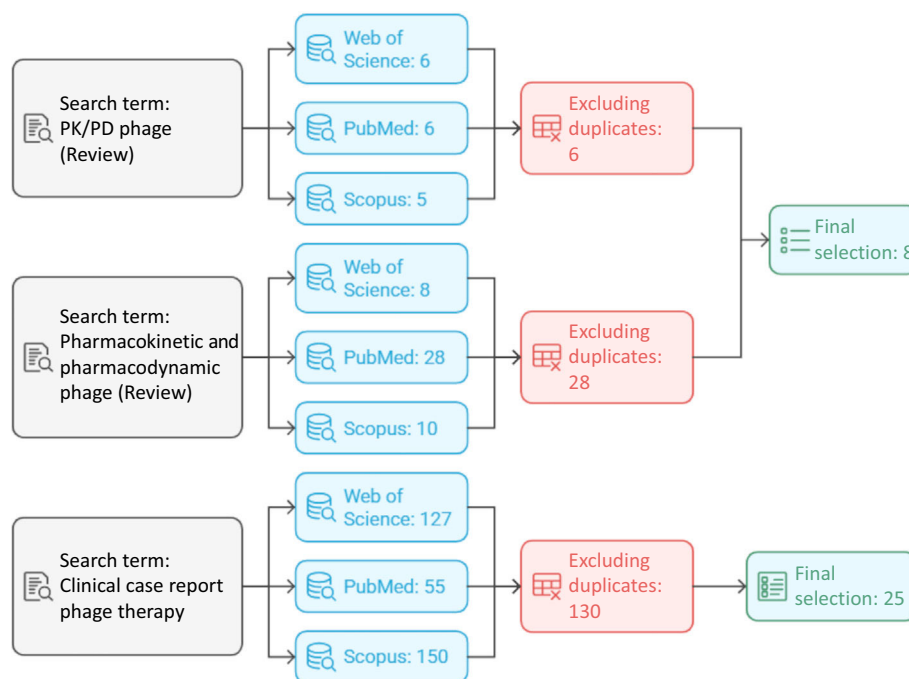 Search term:
PK/PD phage
(Review)
Web of
Science: 6
PubMed: 6
Scopus: 5
Excluding
duplicates:
6
Search term:
Pharmacokinetic and
pharmacodynamic
phage (Review)
Web of
Science: 8
PubMed: 28
Scopus: 10
Excluding
duplicates:
28
Final
selection: 8
Search term:
Clinical case report
phage therapy
Web of
Science: 127
PubMed: 55
Scopus: 150
Excluding
duplicates:
130
Final
selection: 25